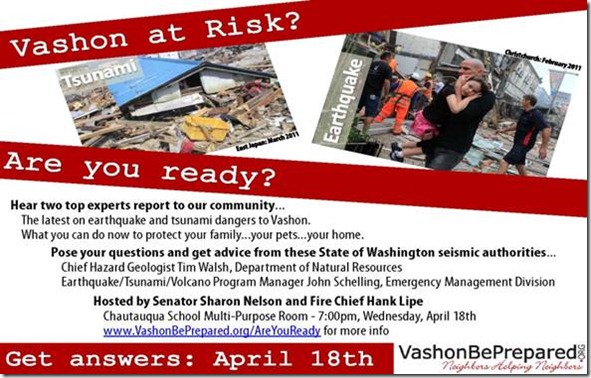 Vashon at Risk?
Tsunami
East Japan: March 2011
Christchurch: February 2011
Earthquake
Are you ready?
Hear two top experts report to our community...
The latest on earthquake and tsunami dangers to Vashon.
What you can do now to protect your family...your pets...your home.
Pose your questions and get advice from these State of Washington seismic authorities...
Chief Hazard Geologist Tim Walsh, Department of Natural Resources
Earthquake/Tsunami/Volcano Program Manager John Schelling, Emergency Management Division
Hosted by Senator Sharon Nelson and Fire Chief Hank Lipe
Chautauqua School Multi-Purpose Room - 7:00pm, Wednesday, April 18th
www.VashonBePrepared.org/AreYouReady for more info
Get answers: April 18th
VashonBePrepared.ORG
Neighbors Helping Neighbors